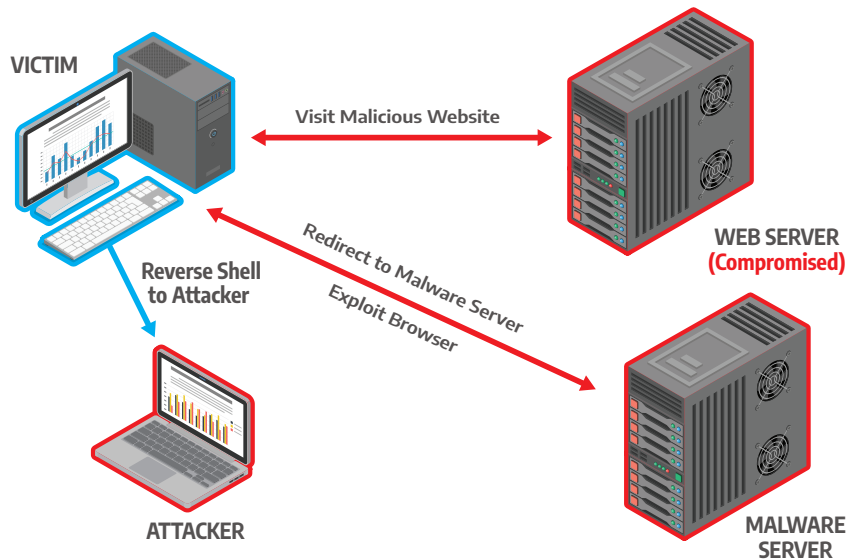 VICTIM
Visit Malicious Website
WEB SERVER
(Compromised)
Redirect to Malware Server
Exploit Browser
Reverse Shell
to Attacker
ATTACKER
MALWARE
SERVER